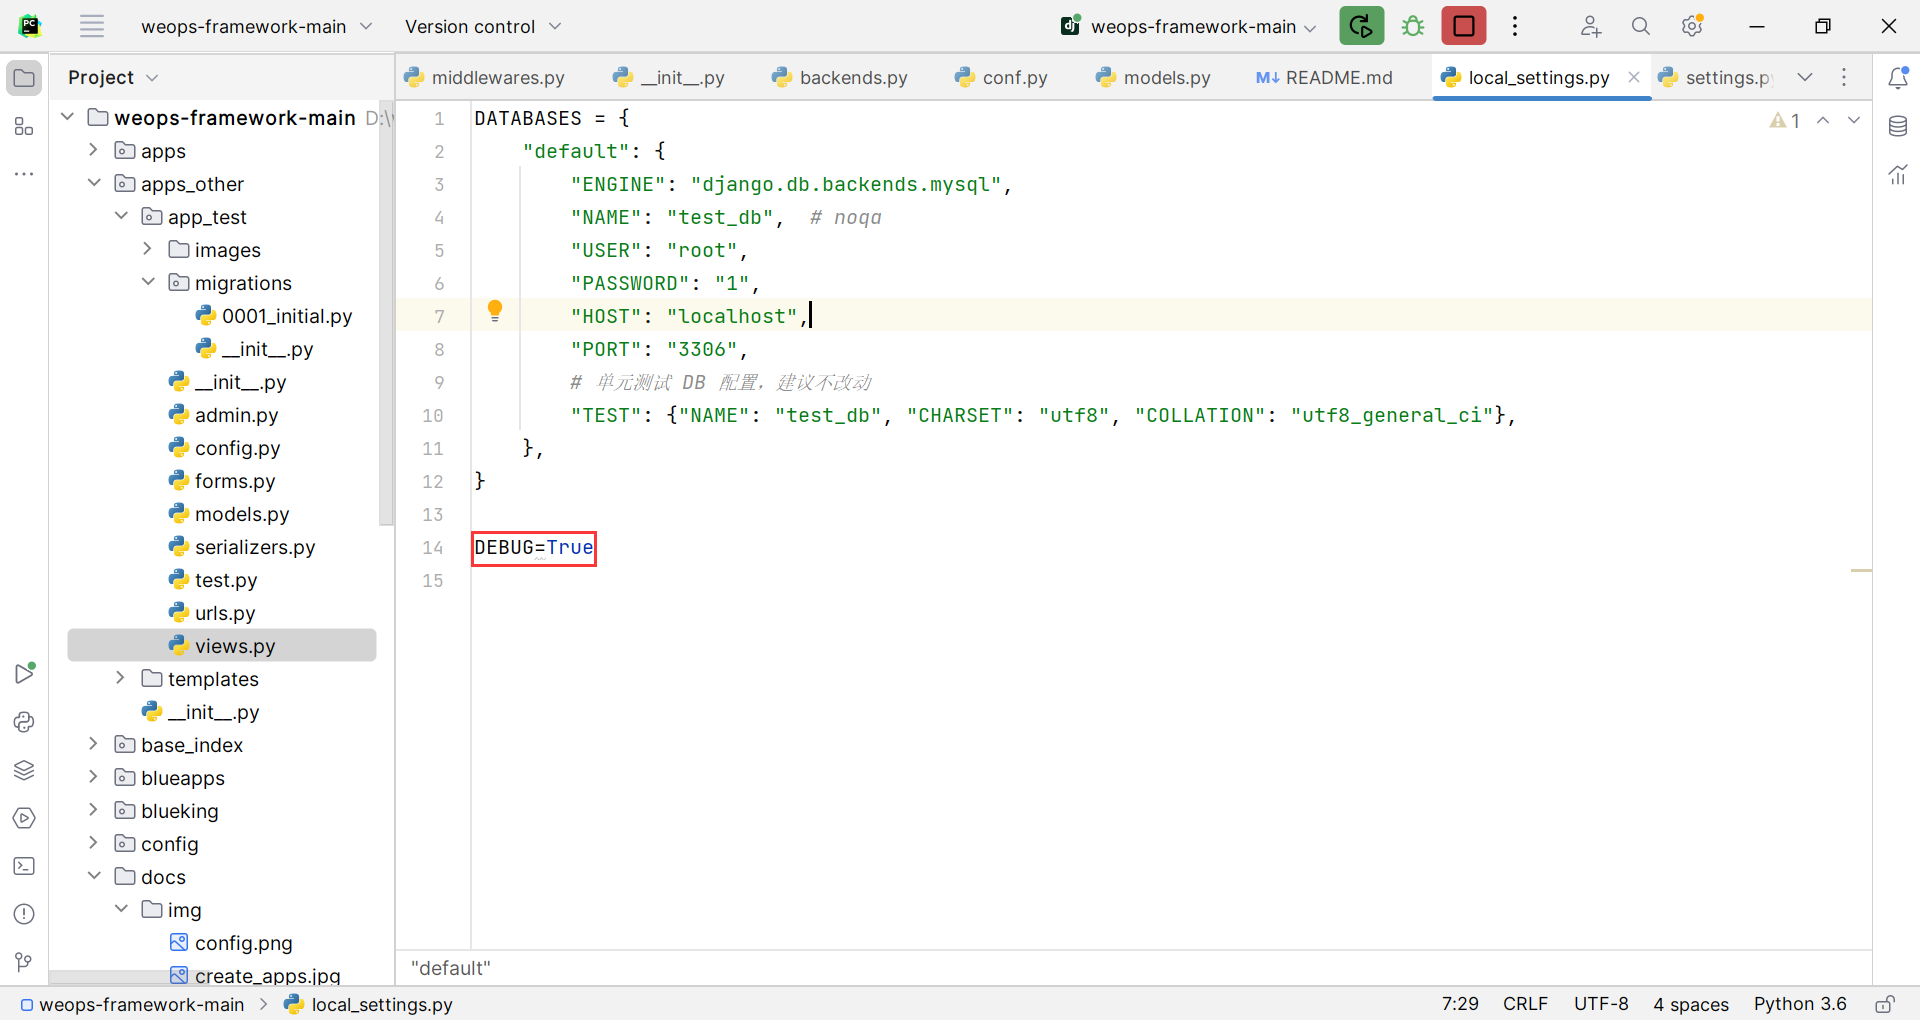 weops-framework-main
Version control
weops-framework-main
Project
middlewares.py
__init__.py
backends.py
conf.py
models.py
README.md
local_settings.py
settings.py
weops-framework-main D:\
apps
apps_other
app_test
images
migrations
0001_initial.py
__init__.py
__init__.py
admin.py
config.py
forms.py
models.py
serializers.py
test.py
urls.py
views.py
templates
__init__.py
base_index
blueapps
blueking
config
docs
img
config.png
create_apps.jpg
1 DATABASES = {
2 "default": {
3 "ENGINE": "django.db.backends.mysql",
4 "NAME": "test_db", # noqa
5 "USER": "root",
6 "PASSWORD": "1",
7 "HOST": "localhost",
8 "PORT": "3306",
9 # 单元测试 DB 配置，建议不改动
10 "TEST": {"NAME": "test_db", "CHARSET": "utf8", "COLLATION": "utf8_general_ci"},
11 },
12 }
13
14 DEBUG=True
15
1
"default"
weops-framework-main > local_settings.py
7:29 CRLF UTF-8 4 spaces Python 3.6